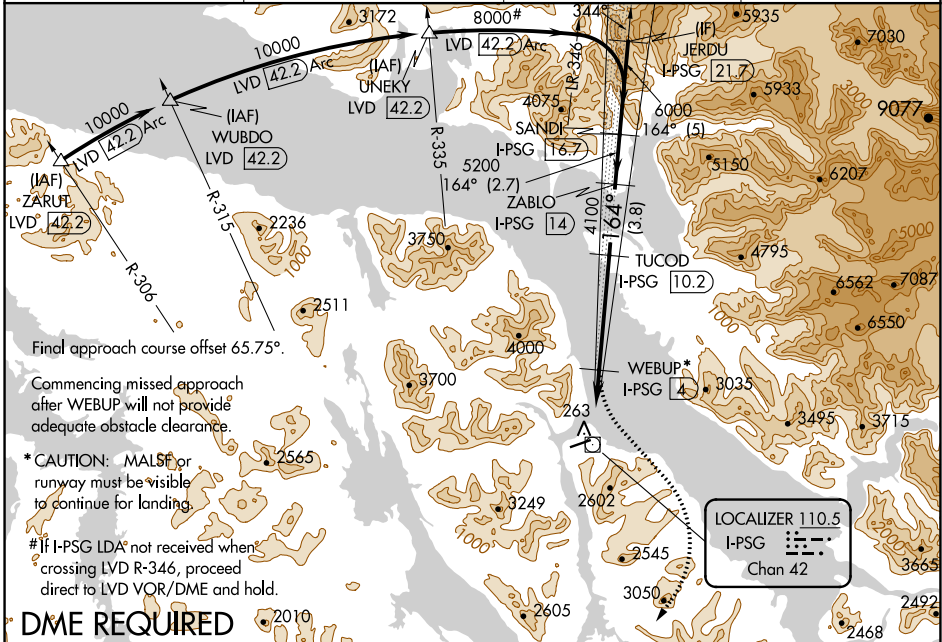 3172
8000#
344°
5935
LVD 42.2 Arc
10000
LVD 42.2 Arc
(IAF)
UNEKY
LVD 42.2
LR-346
(IF)
JERDU
I-PSG 21.7
7030
5933
9077
4075
6000
164° (5)
10000
LVD 42.2 Arc
(IAF)
WUBDO
LVD 42.2
SANDI
I-PSG 16.7
R-335
5200
164° (2.7)
5150
6207
(IAF)
ZARUT
LVD 42.2
R-315
ZABLO
I-PSG 14
4100
164°
(3.8)
5000
2236
1000
3750
4795
TUCOD
I-PSG 10.2
6562
7087
R-306
2511
1000
6550
Final approach course offset 65.75°.
4000
Commencing missed approach
after WEBUP will not provide
adequate obstacle clearance.
3700
WEBUP*
I-PSG 4
3035
263
3495
3715
*CAUTION: MALSF or
runway must be visible
to continue for landing.
2565
3249
2602
LOCALIZER 110.5
I-PSG
Chan 42
#If I-PSG LDA not received when
crossing LVD R-346, proceed
direct to LVD VOR/DME and hold.
2545
3665
3050
DME REQUIRED
2010
2605
2468
2492